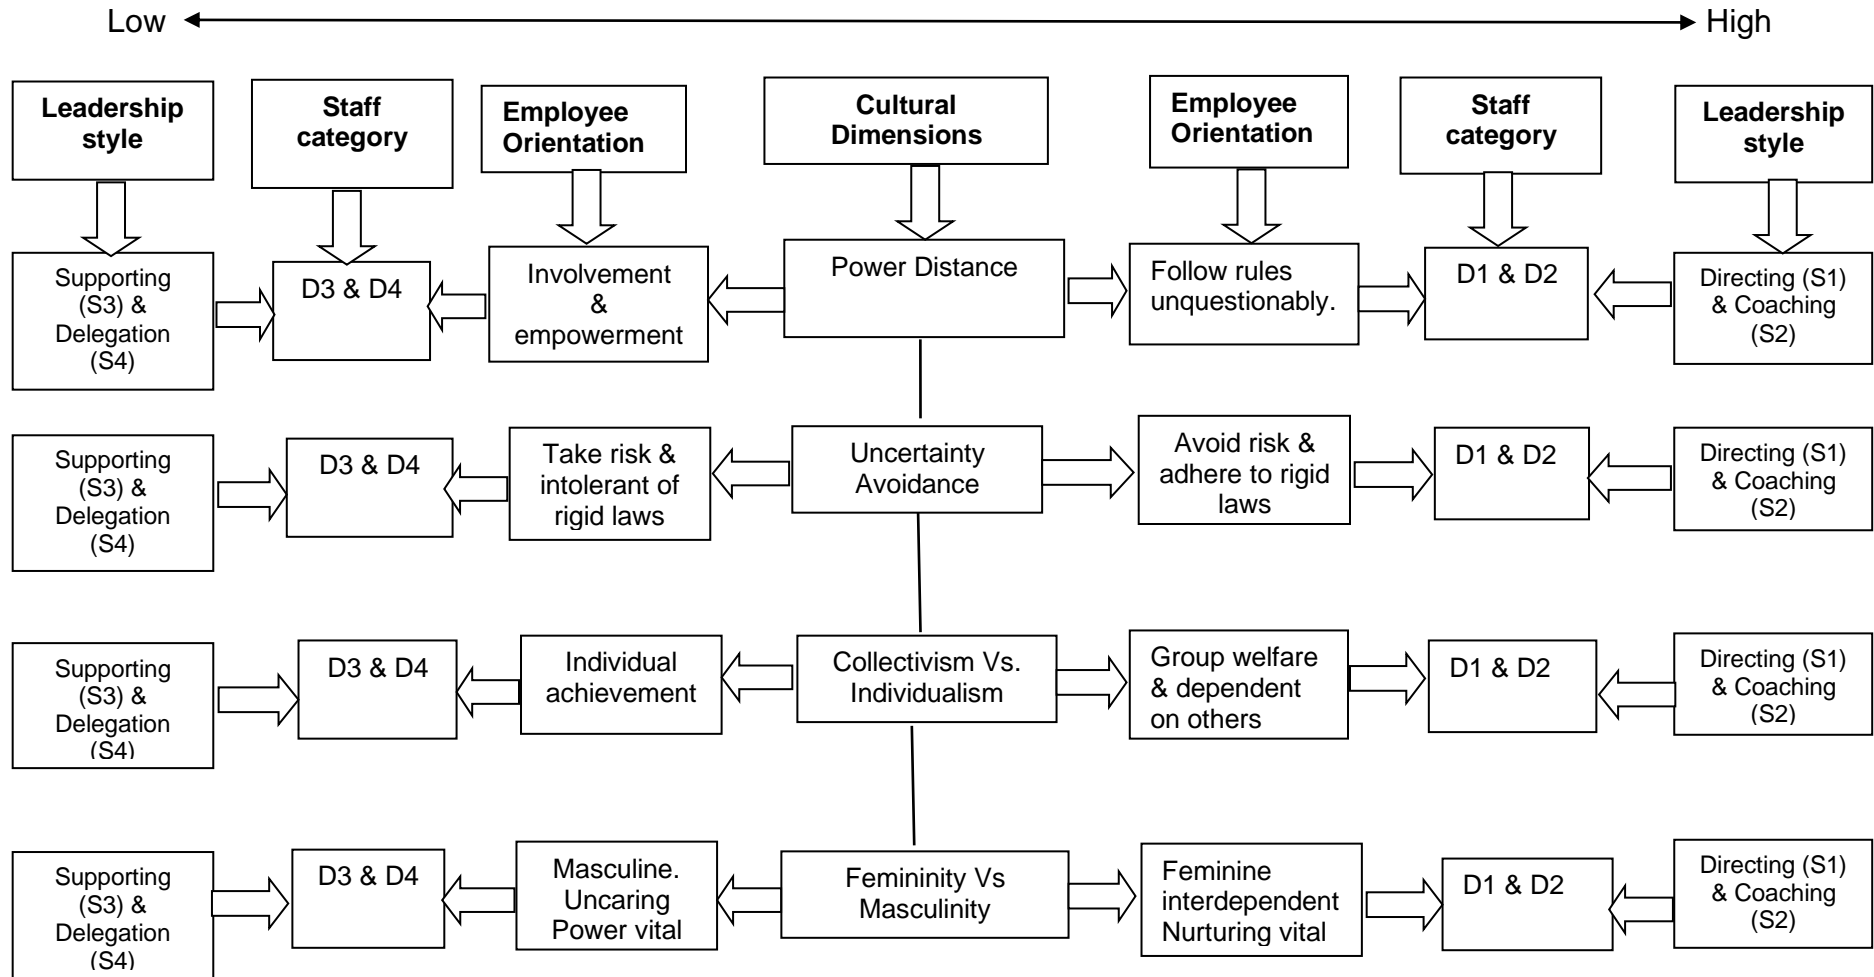 Low
High
Leadership
style
Staff
category
Employee
Orientation
Cultural
Dimensions
Employee
Orientation
Staff
category
Leadership
style
Supporting
(S3) &
Delegation
(S4)
D3 & D4
Involvement
&
empowerment
Power Distance
Follow rules
unquestionably.
D1 & D2
Directing (S1)
& Coaching
(S2)
Supporting
(S3) &
Delegation
(S4)
D3 & D4
Take risk &
intolerant of
rigid laws
Uncertainty
Avoidance
Avoid risk &
adhere to rigid
laws
D1 & D2
Directing (S1)
& Coaching
(S2)
Supporting
(S3) &
Delegation
(S4)
D3 & D4
Individual
achievement
Collectivism Vs.
Individualism
Group welfare
& dependent
on others
D1 & D2
Directing (S1)
& Coaching
(S2)
Supporting
(S3) &
Delegation
(S4)
D3 & D4
Masculine.
Uncaring
Power vital
Femininity Vs
Masculinity
Feminine
interdependent
Nurturing vital
D1 & D2
Directing (S1)
& Coaching
(S2)